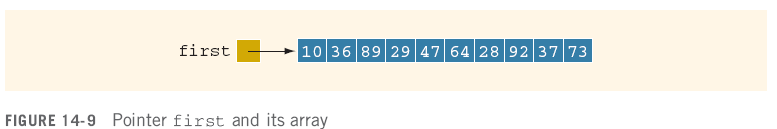 first 10 36 89 29 47 64 28 92 37 73
FIGURE 14-9 Pointer first and its array